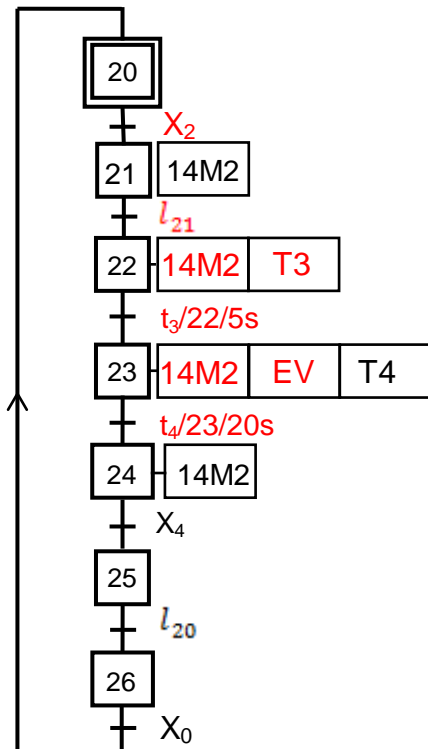 20
X₂
21 14M2
l₂₁
22 14M2 T3
t₃/22/5s
23 14M2 EV T4
t₄/23/20s
24 14M2
X₄
25
l₂₀
26
X₀